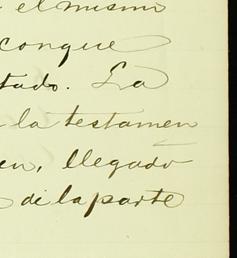 el mismo
conque
tado. La
la testamen
en, llegado
de la parte